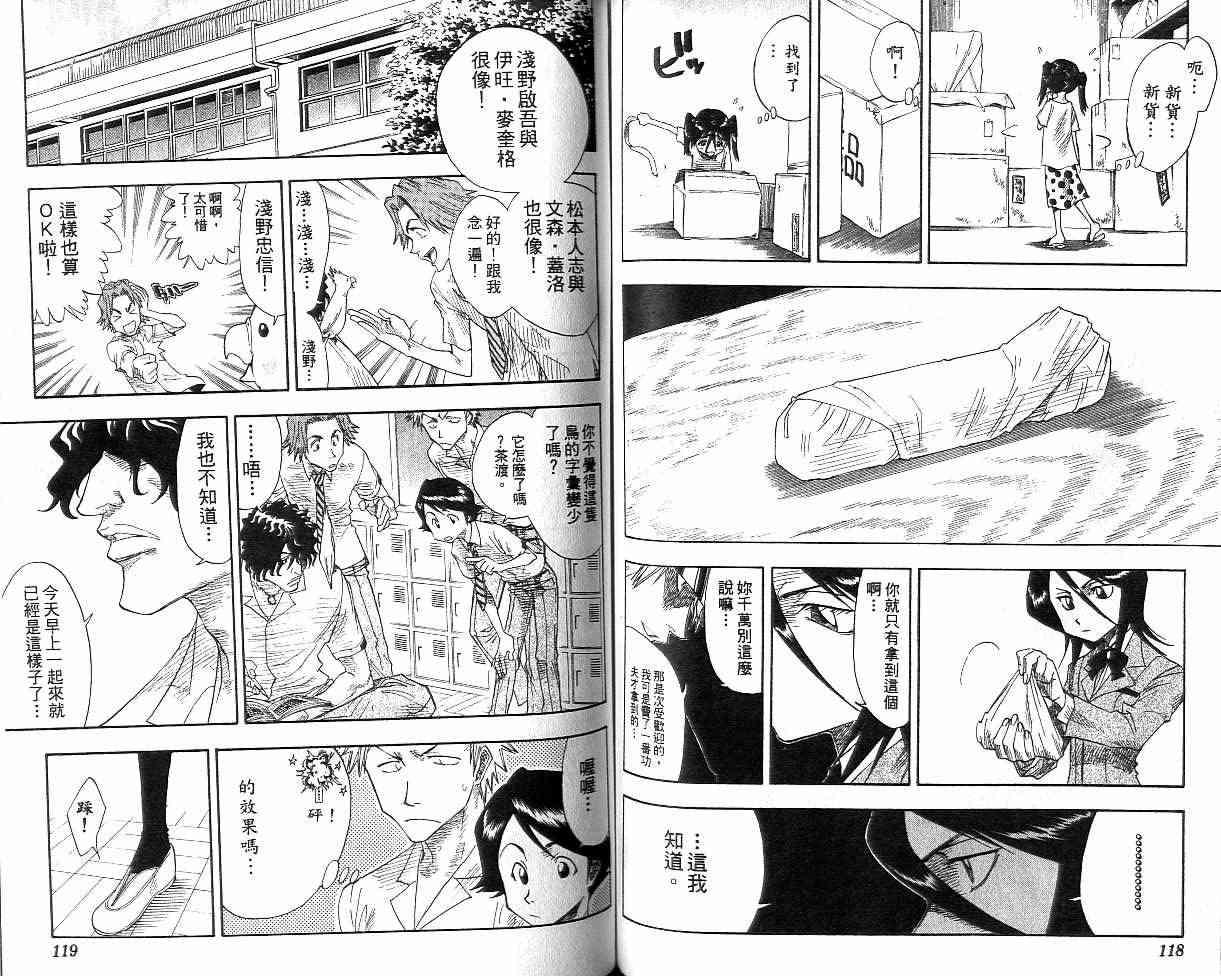 呃…
新貨…
新貨…
啊！
找到了
…
ビッ
你就只有拿到這個
啊…
妳千萬別這麼
說嘛…
那是次受歡迎的，
我可是費了一番功
夫才拿到的…
…………
…這我
知道。
118
淺野啟吾與
伊旺．麥奎格
很像！
松本人志與
文森．蓋洛
也很像！
好的！跟我
念一遍！
淺…淺…淺…
淺野…
淺野忠信！
啊啊，
太可惜
了！
這樣也算
OK啦！
你不覺得這隻
鳥的字彙變少
了嗎？
它怎麼了嗎
？茶渡。
……唔…
我也不知道…
今天早上一起來就
已經是這樣子了…
喔喔…
…砰！
的效果嗎…
踩！
119